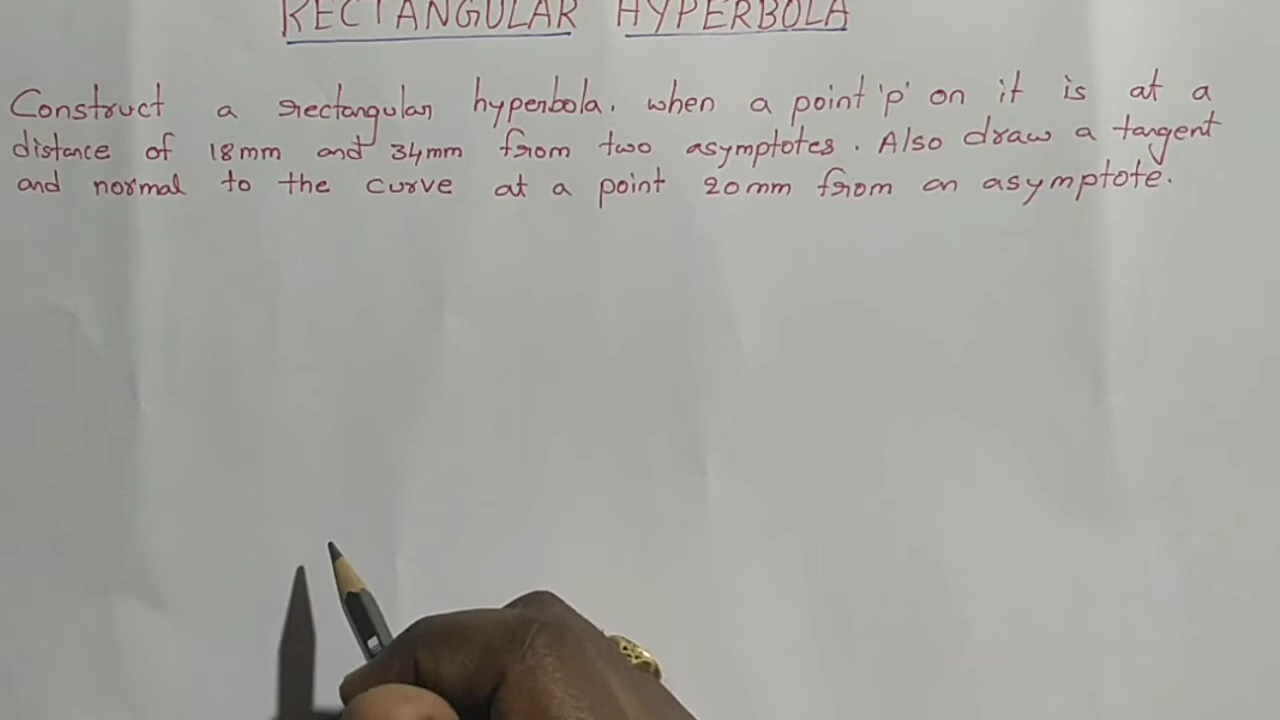 RECTANGULAR HYPERBOLA
Construct a rectangular hyperbola. when a point 'p' on it is at a
distance of 18mm and 34mm from two asymptotes. Also draw a tangent
and normal to the curve at a point 20mm from an asymptote.